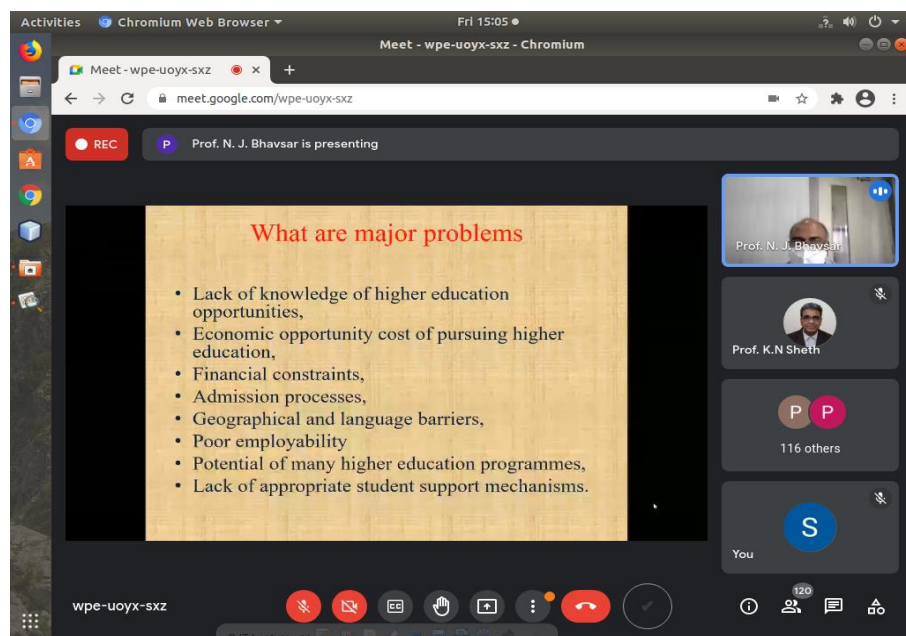 Activities Chromium Web Browser Fri 15:05
Meet - wpe-uoyx-sxz - Chromium
Meet - wpe-uoyx-sxz
meet.google.com/wpe-uoyx-sxz
REC
P Prof. N. J. Bhavsar is presenting
What are major problems
• Lack of knowledge of higher education
opportunities,
• Economic opportunity cost of pursuing higher
education,
• Financial constraints,
• Admission processes,
• Geographical and language barriers,
• Poor employability
• Potential of many higher education programmes,
• Lack of appropriate student support mechanisms.
Prof. N. J. Bhavsar
Prof. K.N Sheth
P P
116 others
S
You
wpe-uoyx-sxz
CC
120